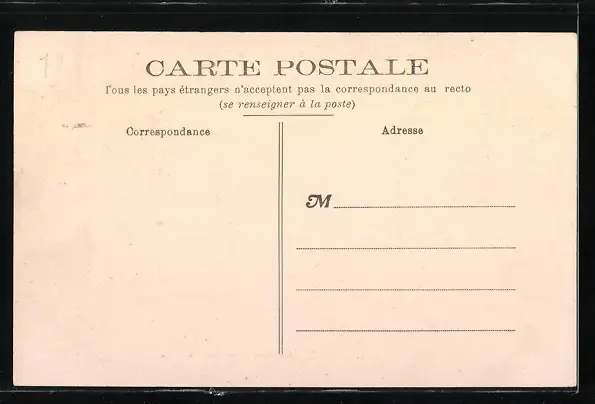 CARTE POSTALE
Tous les pays étrangers n'acceptent pas la correspondance au recto
(se renseigner à la poste)
Correspondance
Adresse
M